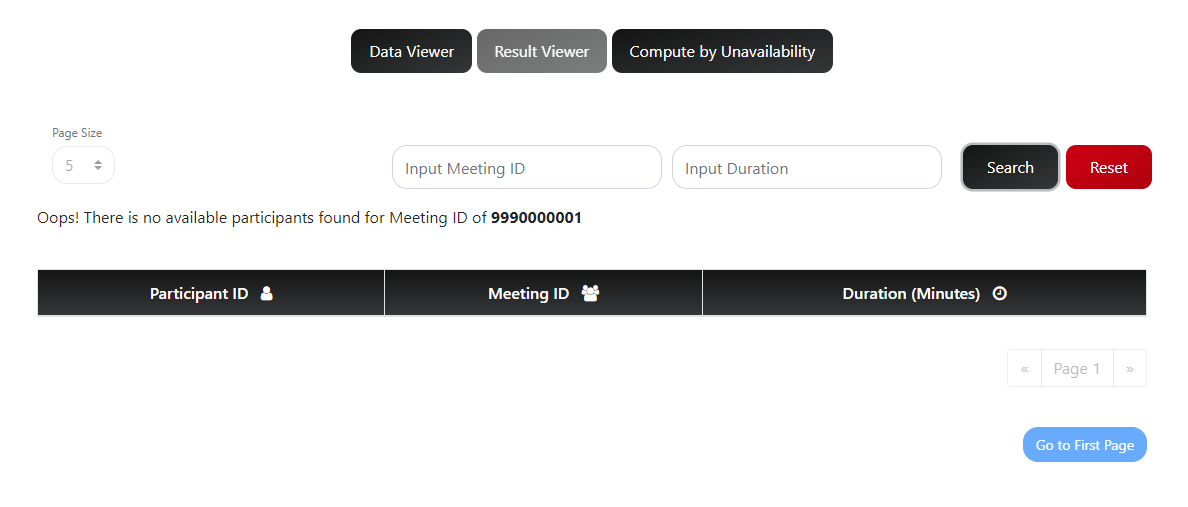 Data Viewer Result Viewer Compute by Unavailability
Page Size
5 Input Meeting ID Input Duration Search Reset
Oops! There is no available participants found for Meeting ID of 9990000001
Participant ID Meeting ID Duration (Minutes)
« Page 1 »
Go to First Page